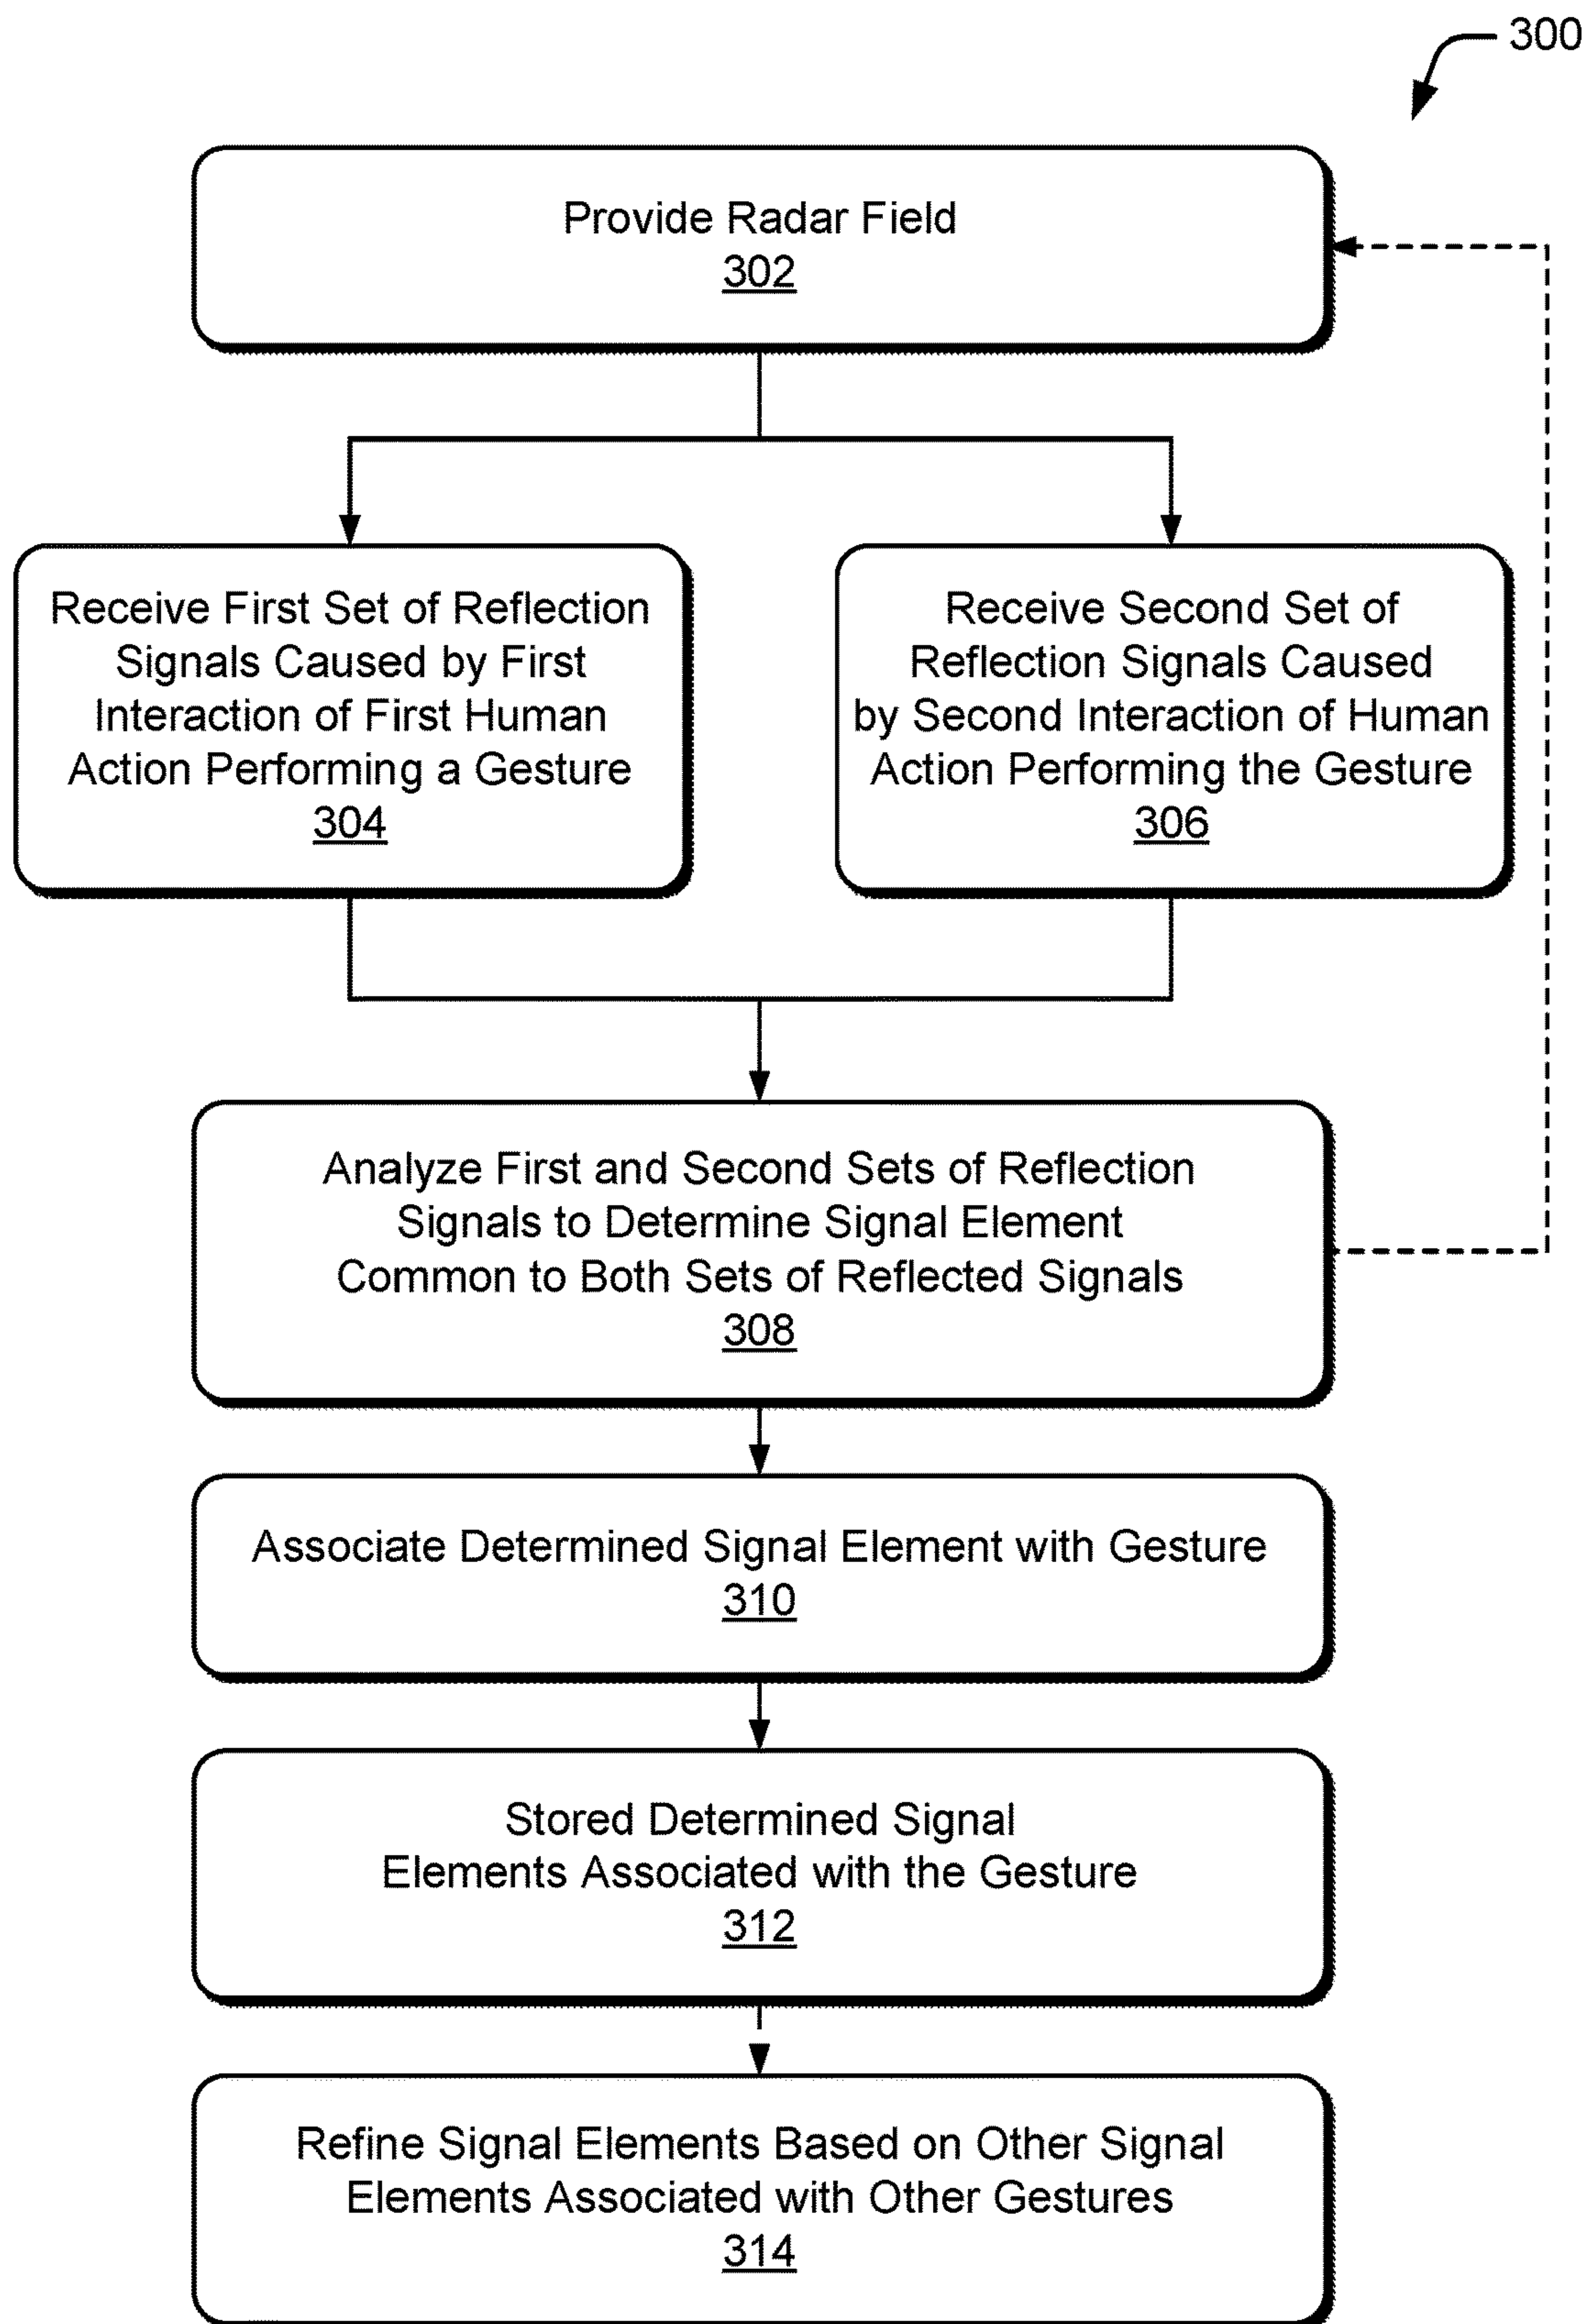 300
Provide Radar Field
302
Receive First Set of Reflection
Signals Caused by First
Interaction of First Human
Action Performing a Gesture
304
Receive Second Set of
Reflection Signals Caused
by Second Interaction of Human
Action Performing the Gesture
306
Analyze First and Second Sets of Reflection
Signals to Determine Signal Element
Common to Both Sets of Reflected Signals
308
Associate Determined Signal Element with Gesture
310
Stored Determined Signal
Elements Associated with the Gesture
312
Refine Signal Elements Based on Other Signal
Elements Associated with Other Gestures
314